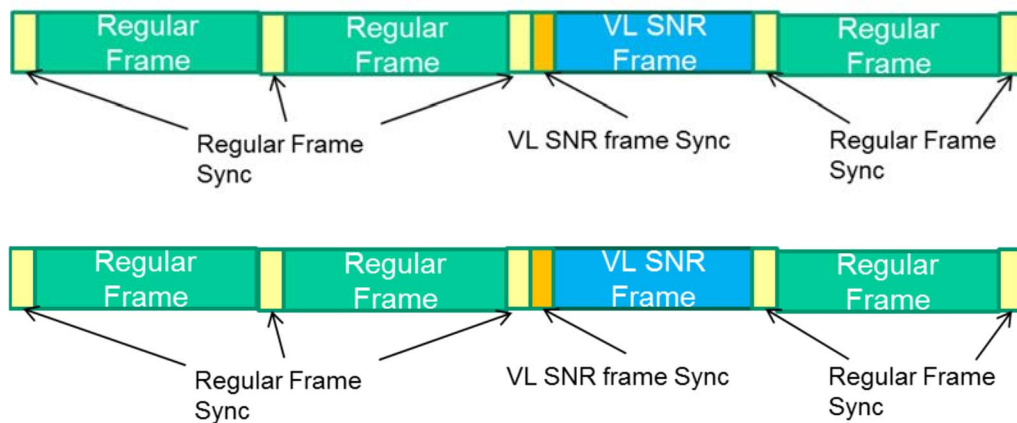 Regular Regular VL SNR Regular
Frame Frame Frame Frame
Regular Frame VL SNR frame Sync Regular Frame
Sync Sync
Regular Regular VL SNR Regular
Frame Frame Frame Frame
Regular Frame VL SNR frame Sync Regular Frame
Sync Sync